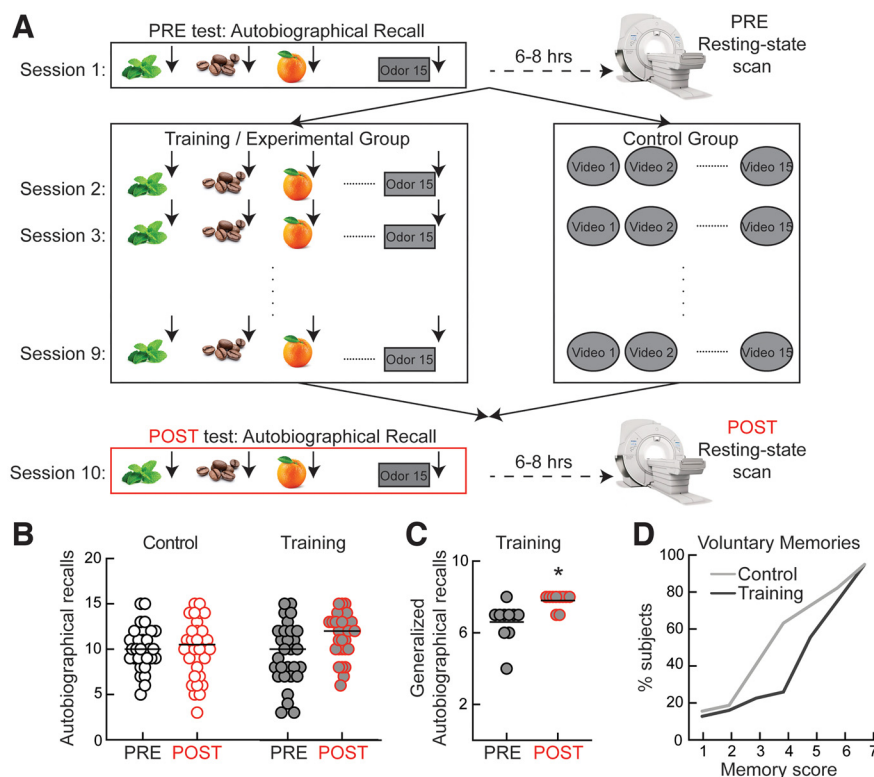 A
PRE test: Autobiographical Recall
PRE
Resting-state
scan
Session 1:
Odor 15
6-8 hrs
Training / Experimental Group
Control Group
Session 2:
Odor 15
Video 1
Video 2
Video 15
Session 3:
Odor 15
Video 1
Video 2
Video 15
Session 9:
Odor 15
Video 1
Video 2
Video 15
POST test: Autobiographical Recall
POST
Resting-state
scan
Session 10:
Odor 15
6-8 hrs
B
Control
Training
Autobiographical recalls
20
15
10
5
0
PRE
POST
PRE
POST
C
Training
Generalized
Autobiographical recalls
10
6
2
*
PRE
POST
D
Voluntary Memories
Control
Training
% subjects
100
80
60
40
20
0
1 2 3 4 5 6 7
Memory score